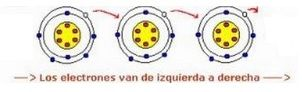 —> Los electrones van de izquierda a derecha —>